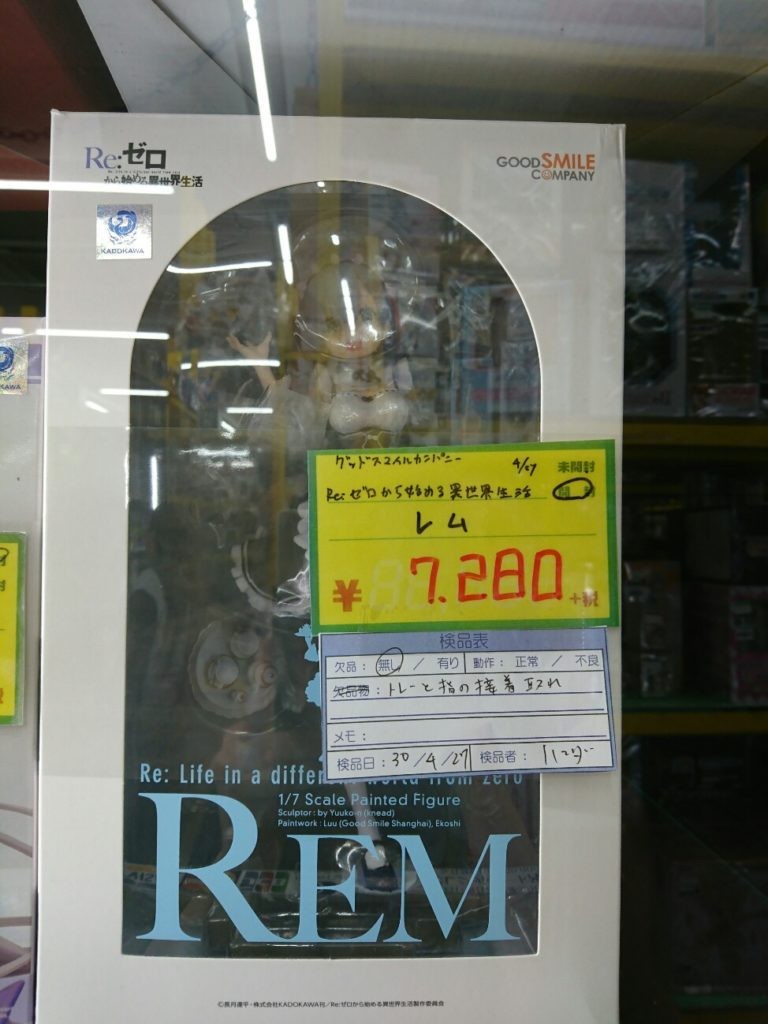 Re:ゼロ
から始める異世界生活
GOOD SMILE
COMPANY
KADOKAWA
グッドスマイルカンパニー 4/27 未開封
Re:ゼロから始める異世界生活 開封
レム
¥7.280+税
検品表
欠品: 無し / 有り 動作: 正常 / 不良
欠品物: トレーと指の接着取れ
メモ:
検品日: 30/4/27 検品者:
Re: Life in a different world from zero
1/7 Scale Painted Figure
Sculptor: by Yuuko-n (knead)
Paintwork: Luu (Good Smile Shanghai), Ekoshi
REM
©長月達平・株式会社KADOKAWA刊/Re:ゼロから始める異世界生活製作委員会